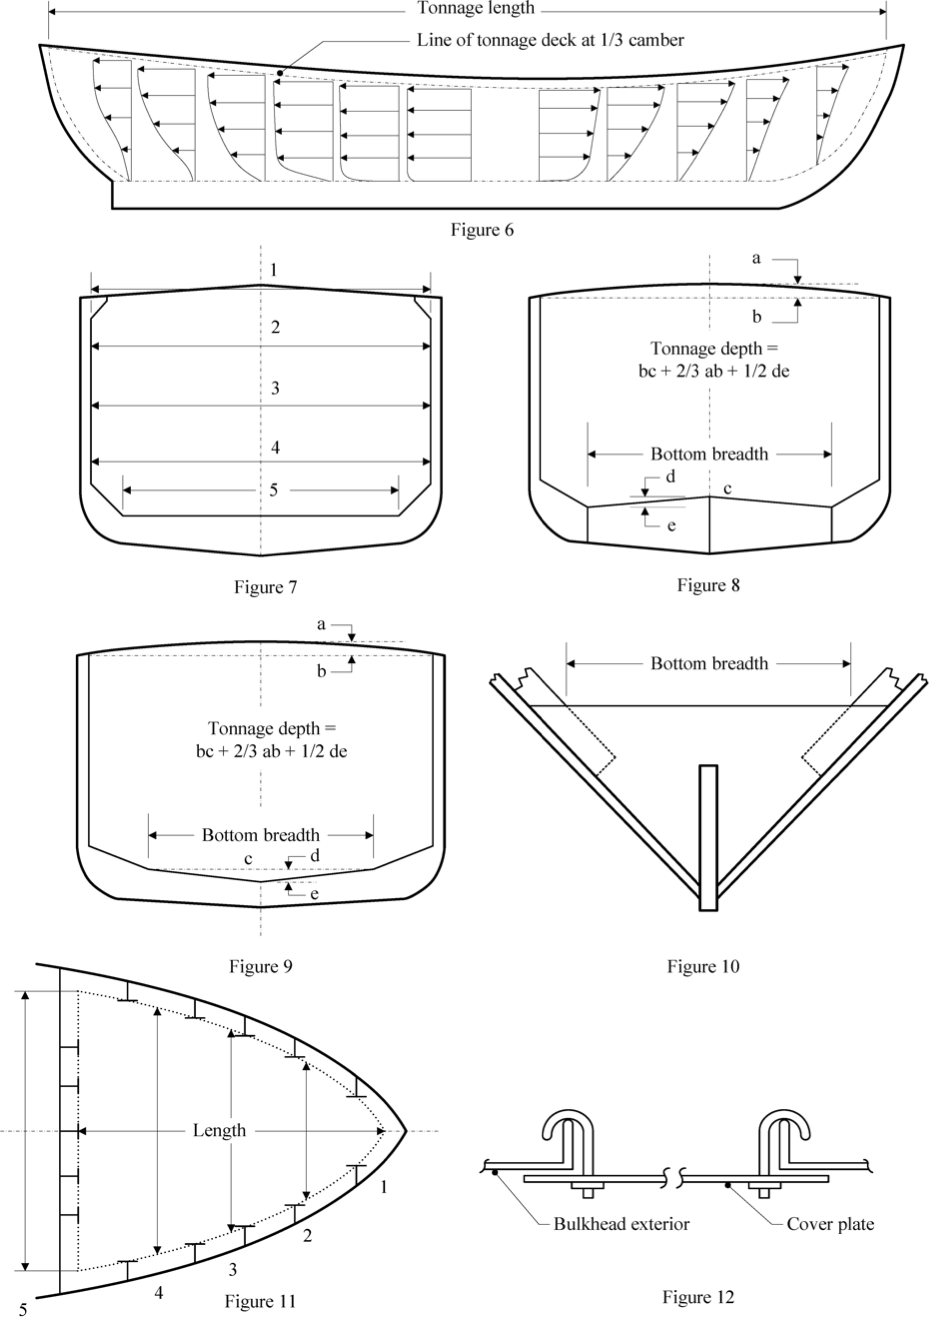 Tonnage length
Line of tonnage deck at 1/3 camber
Figure 6
1
2
3
4
5
Figure 7
a
b
Tonnage depth =
bc + 2/3 ab + 1/2 de
Bottom breadth
d
c
e
Figure 8
a
b
Tonnage depth =
bc + 2/3 ab + 1/2 de
Bottom breadth
c
d
e
Figure 9
Bottom breadth
Figure 10
Length
1
2
3
4
5
Figure 11
Bulkhead exterior
Cover plate
Figure 12